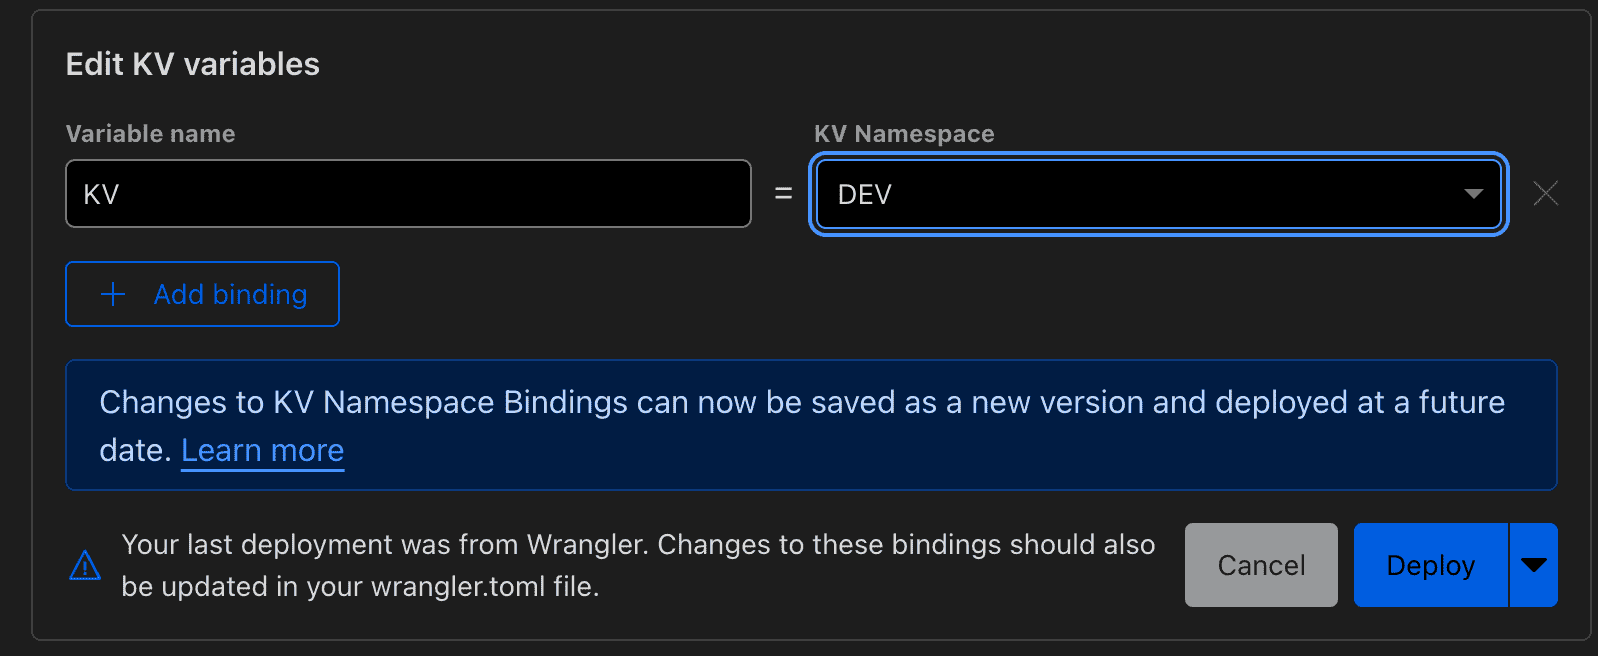 Edit KV variables
Variable name
KV Namespace
KV
=
DEV
Add binding
Changes to KV Namespace Bindings can now be saved as a new version and deployed at a future
date. Learn more
Your last deployment was from Wrangler. Changes to these bindings should also
be updated in your wrangler.toml file.
Cancel
Deploy